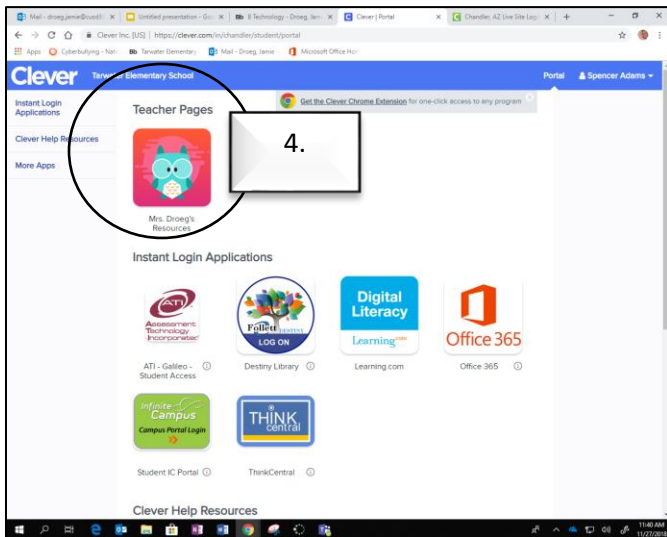 Mail - droeg.jamie@cusd8
Untitled presentation - Goo
8 Technology - Droeg, Jam
Clever | Portal
Chandler, AZ Live Site Log
Clever Inc. [US] | https://clever.com/in/chandler/student/portal
Apps
Cyberbullying - Nati
Bb Tarwater Elementary
Mail - Droeg, Jamie
Microsoft Office Hom
Clever
Tarwater Elementary School
Portal
Spencer Adams
Instant Login
Applications
Clever Help Resources
More Apps
Get the Clever Chrome Extension for one-click access to any program
Teacher Pages
4.
Mrs. Droeg's
Resources
Instant Login Applications
ATI
Assessment
Technology
Incorporated
Follett DESTINY
LOG ON
Digital
Literacy
Learning.com
Office 365
ATI - Galileo -
Student Access
Destiny Library
Learning.com
Office 365
Infinite
Campus
Campus Portal Login
THINK
central
Student IC Portal
ThinkCentral
Clever Help Resources
11:40 AM
11/27/2018